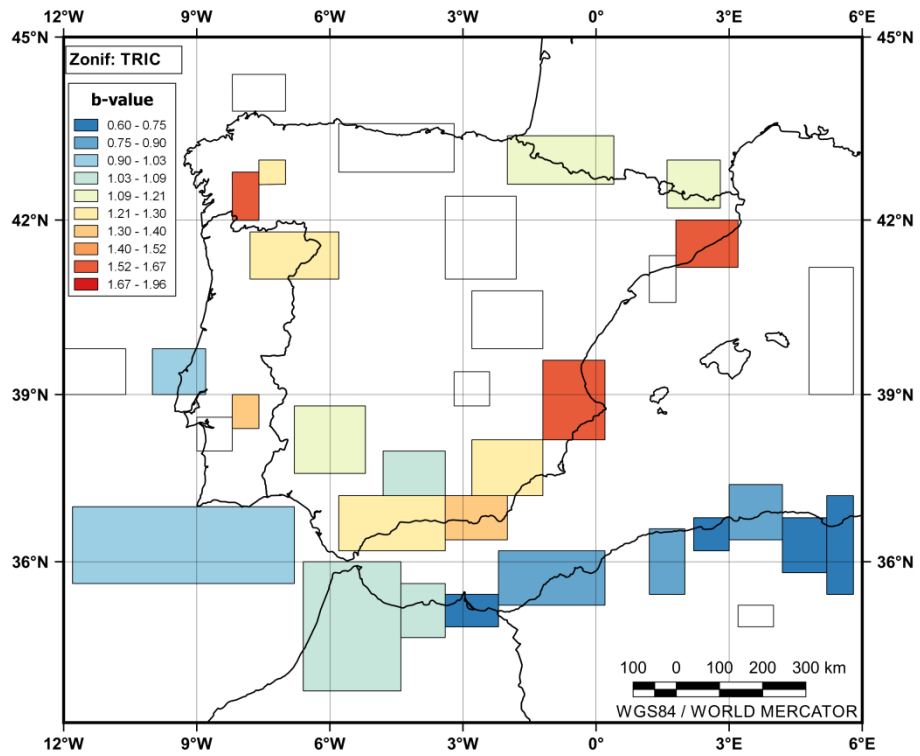 12°W 9°W 6°W 3°W 0° 3°E 6°E
45°N 45°N
Zonif: TRIC
b-value
0.60 - 0.75
0.75 - 0.90
0.90 - 1.03
1.03 - 1.09
1.09 - 1.21
1.21 - 1.30
1.30 - 1.40
1.40 - 1.52
1.52 - 1.67
1.67 - 1.96
42°N 42°N
39°N 39°N
36°N 36°N
100 0 100 200 300 km
WGS84 / WORLD MERCATOR
12°W 9°W 6°W 3°W 0° 3°E 6°E